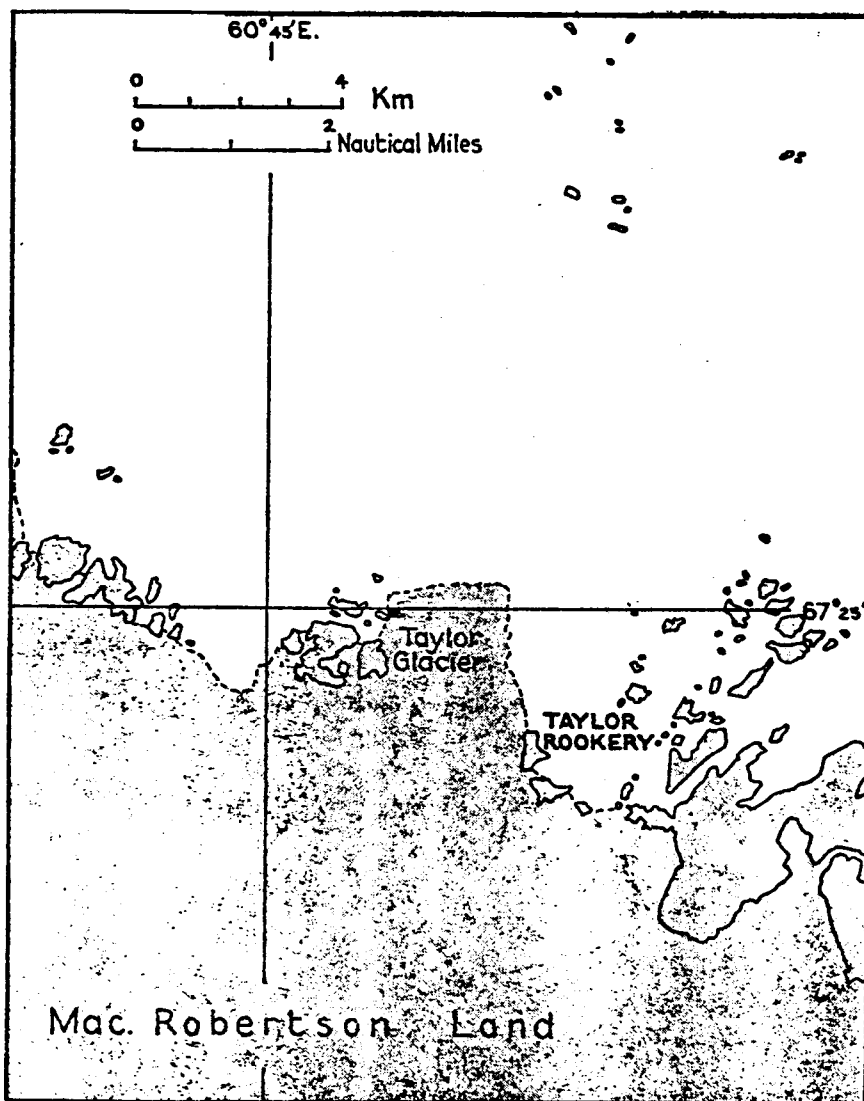 60°45'E.
0 4 Km
0 2 Nautical Miles
67°25'
Taylor
Glacier
TAYLOR
ROOKERY
Mac. Robertson Land